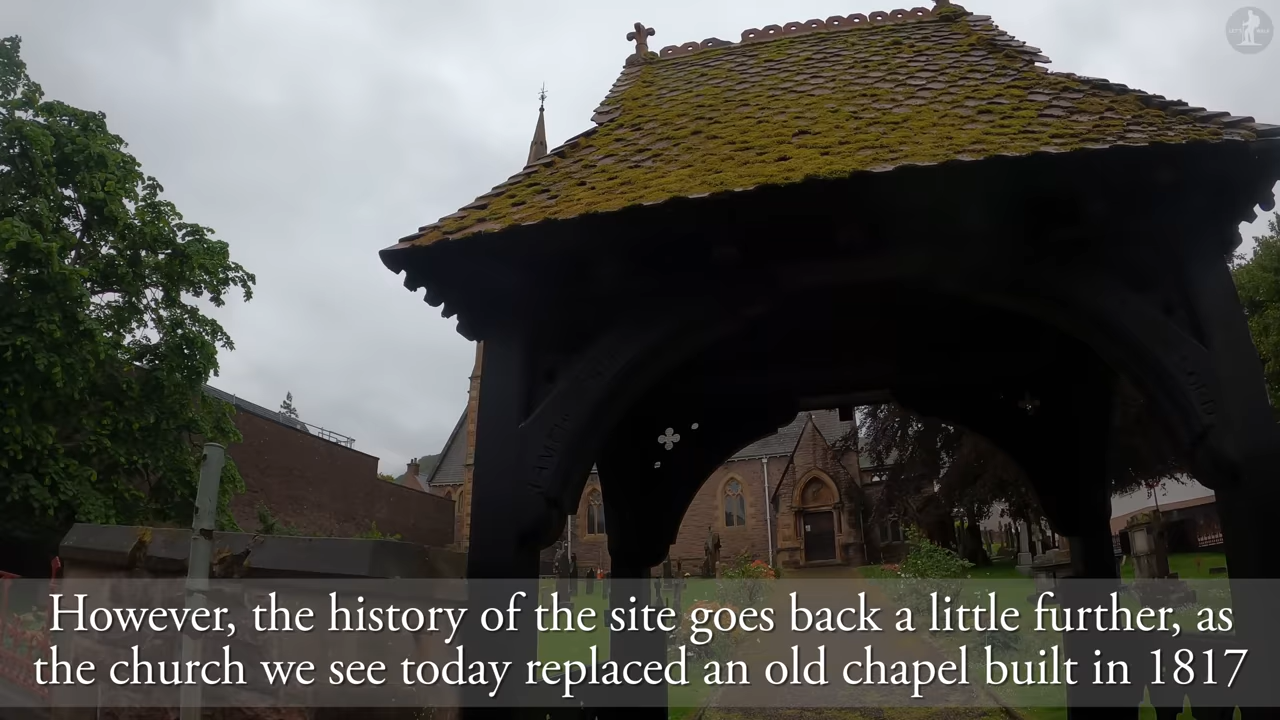 However, the history of the site goes back a little further, as
the church we see today replaced an old chapel built in 1817